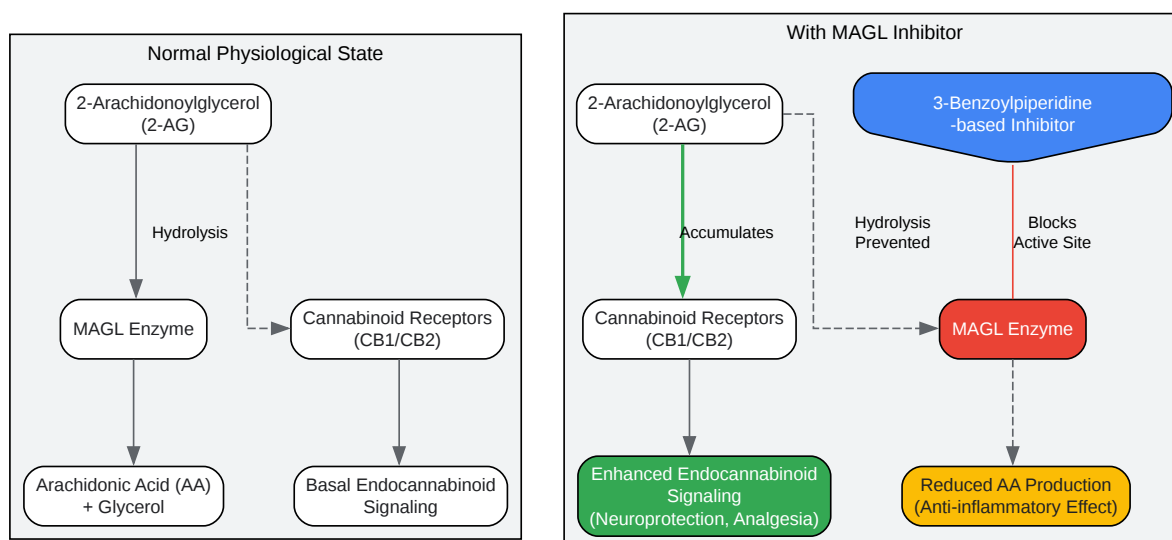 Normal Physiological State
2-Arachidonoylglycerol
(2-AG)
Hydrolysis
MAGL Enzyme
Cannabinoid Receptors
(CB1/CB2)
Arachidonic Acid (AA)
+ Glycerol
Basal Endocannabinoid
Signaling
With MAGL Inhibitor
2-Arachidonoylglycerol
(2-AG)
3-Benzoylpiperidine
-based Inhibitor
Accumulates
Hydrolysis
Prevented
Blocks
Active Site
Cannabinoid Receptors
(CB1/CB2)
MAGL Enzyme
Enhanced Endocannabinoid
Signaling
(Neuroprotection, Analgesia)
Reduced AA Production
(Anti-inflammatory Effect)